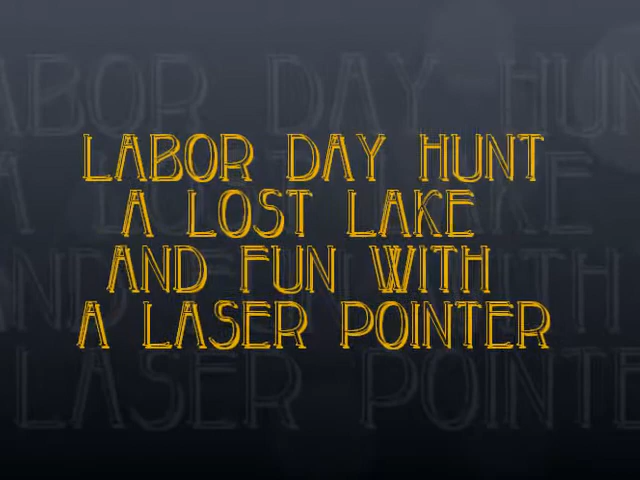 LABOR DAY HUNT
A LOST LAKE
AND FUN WITH
A LASER POINTER